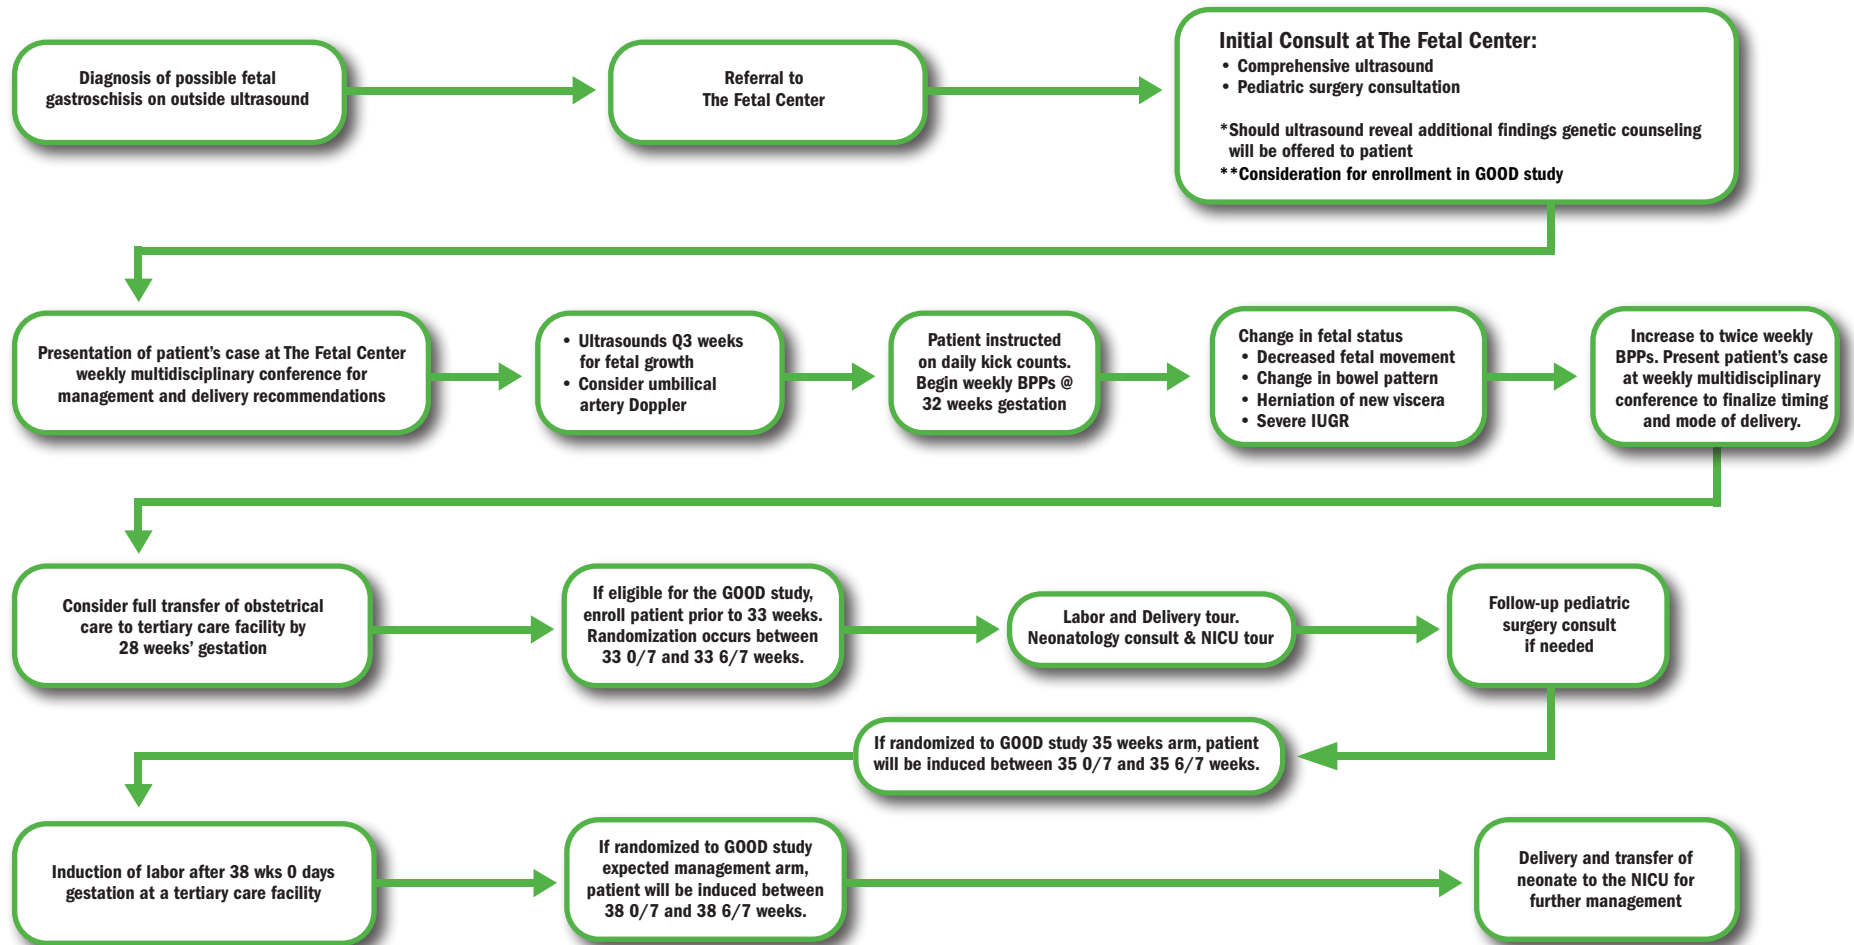 Diagnosis of possible fetal
gastroschisis on outside ultrasound
Referral to
The Fetal Center
Initial Consult at The Fetal Center:
• Comprehensive ultrasound
• Pediatric surgery consultation
*Should ultrasound reveal additional findings genetic counseling
will be offered to patient
**Consideration for enrollment in GOOD study
Presentation of patient's case at The Fetal Center
weekly multidisciplinary conference for
management and delivery recommendations
• Ultrasounds Q3 weeks
for fetal growth
• Consider umbilical
artery Doppler
Patient instructed
on daily kick counts.
Begin weekly BPPs @
32 weeks gestation
Change in fetal status
• Decreased fetal movement
• Change in bowel pattern
• Herniation of new viscera
• Severe IUGR
Increase to twice weekly
BPPs. Present patient's case
at weekly multidisciplinary
conference to finalize timing
and mode of delivery.
Consider full transfer of obstetrical
care to tertiary care facility by
28 weeks' gestation
If eligible for the GOOD study,
enroll patient prior to 33 weeks.
Randomization occurs between
33 0/7 and 33 6/7 weeks.
Labor and Delivery tour.
Neonatology consult & NICU tour
Follow-up pediatric
surgery consult
if needed
If randomized to GOOD study 35 weeks arm, patient
will be induced between 35 0/7 and 35 6/7 weeks.
Induction of labor after 38 wks 0 days
gestation at a tertiary care facility
If randomized to GOOD study
expected management arm,
patient will be induced between
38 0/7 and 38 6/7 weeks.
Delivery and transfer of
neonate to the NICU for
further management